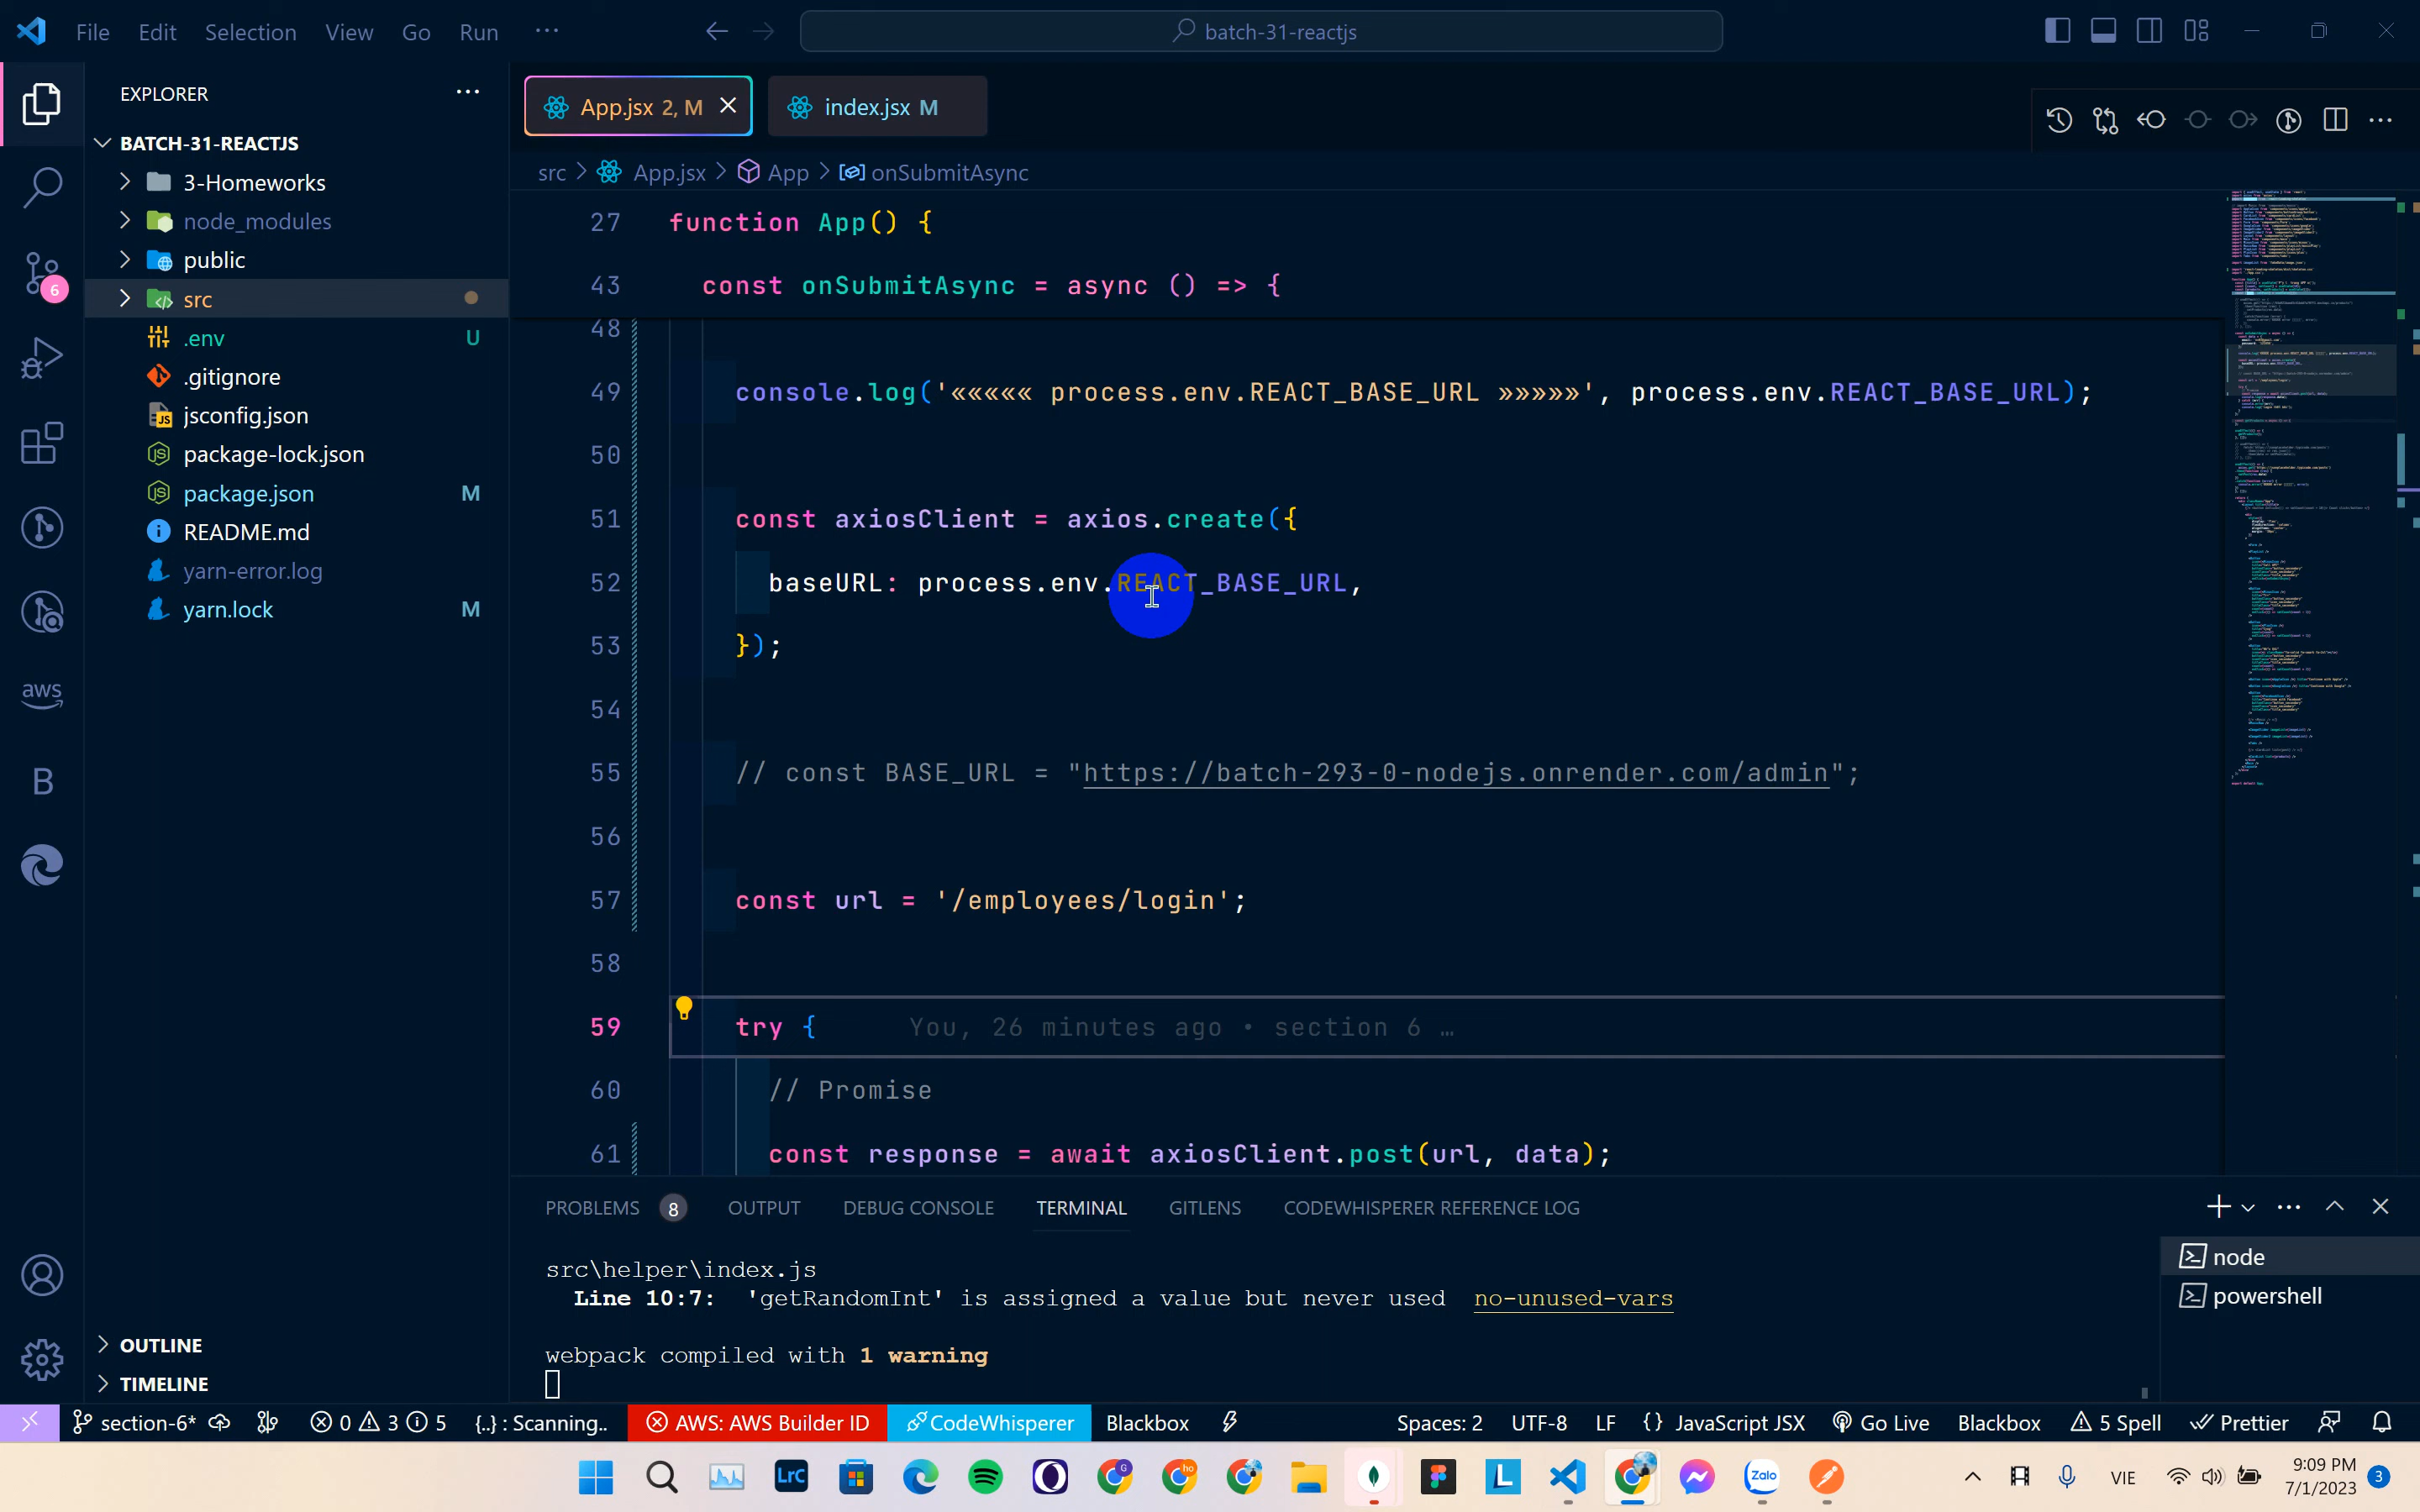 File Edit Selection View Go Run ···
batch-31-reactjs
EXPLORER
BATCH-31-REACTJS
3-Homeworks
node_modules
public
src
.env U
.gitignore
jsconfig.json
package-lock.json
package.json M
README.md
yarn-error.log
yarn.lock M
OUTLINE
TIMELINE
6
aws
B
App.jsx 2, M
index.jsx M
src > App.jsx > App > onSubmitAsync
27 function App() {
43 const onSubmitAsync = async () => {
48
49 console.log('««««« process.env.REACT_BASE_URL »»»»»', process.env.REACT_BASE_URL);
50
51 const axiosClient = axios.create({
52 baseURL: process.env.REACT_BASE_URL,
53 });
54
55 // const BASE_URL = "https://batch-293-0-nodejs.onrender.com/admin";
56
57 const url = '/employees/login';
58
59 try { You, 26 minutes ago • section 6 …
60 // Promise
61 const response = await axiosClient.post(url, data);
PROBLEMS 8 OUTPUT DEBUG CONSOLE TERMINAL GITLENS CODEWHISPERER REFERENCE LOG
src\helper\index.js
Line 10:7: 'getRandomInt' is assigned a value but never used no-unused-vars
webpack compiled with 1 warning
node
powershell
section-6* 0 3 5 {..} : Scanning.. AWS: AWS Builder ID CodeWhisperer Blackbox Spaces: 2 UTF-8 LF {} JavaScript JSX Go Live Blackbox 5 Spell Prettier
LrC G ho L Zalo VIE 9:09 PM 3
7/1/2023